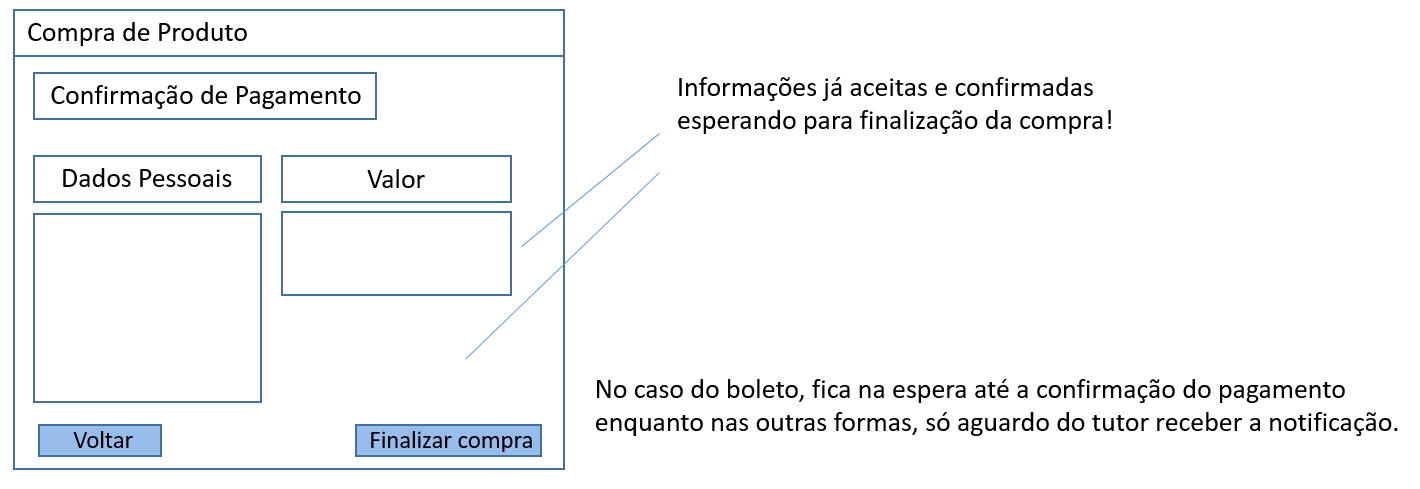 Compra de Produto
Confirmação de Pagamento
Dados Pessoais
Valor
Voltar
Finalizar compra
Informações já aceitas e confirmadas
esperando para finalização da compra!
No caso do boleto, fica na espera até a confirmação do pagamento
enquanto nas outras formas, só aguardo do tutor receber a notificação.